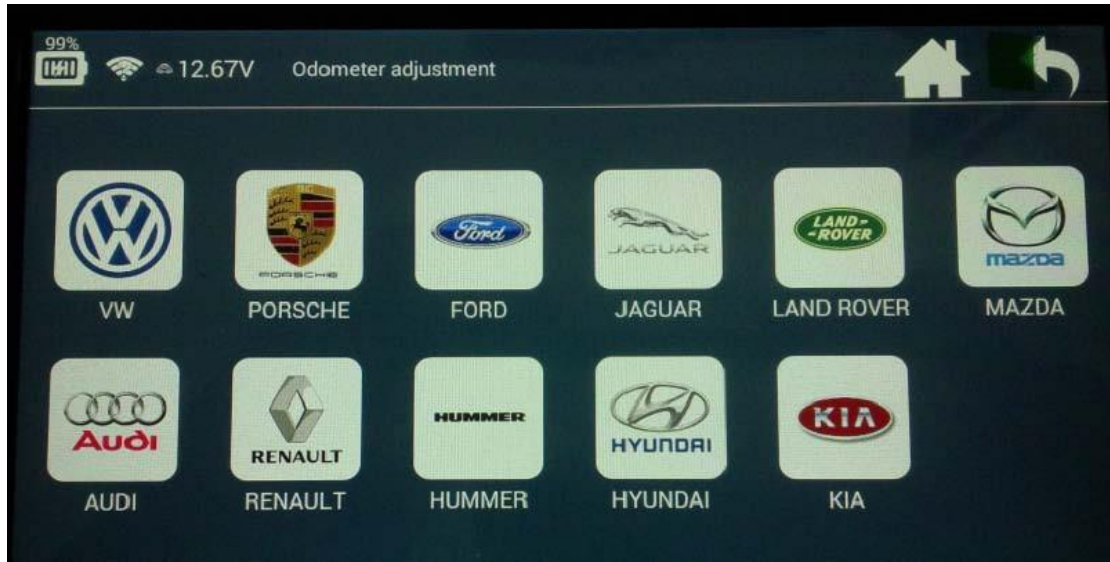 99%
12.67V Odometer adjustment
PORSCHE
Ford
JAGUAR
LAND-
-ROVER
mazda
VW PORSCHE FORD JAGUAR LAND ROVER MAZDA
Audi
RENAULT
HUMMER
HYUNDAI
KIA
AUDI RENAULT HUMMER HYUNDAI KIA